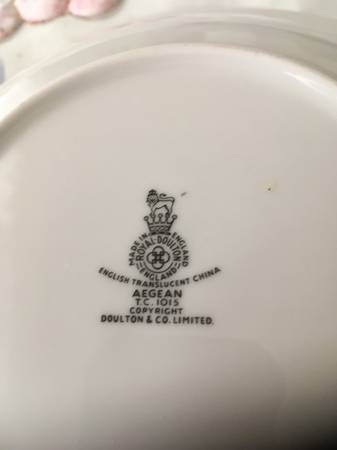 MADE IN ENGLAND
ROYAL·DOULTON
ENGLAND
ENGLISH TRANSLUCENT CHINA
AEGEAN
T.C. 1015
COPYRIGHT
DOULTON & CO. LIMITED.